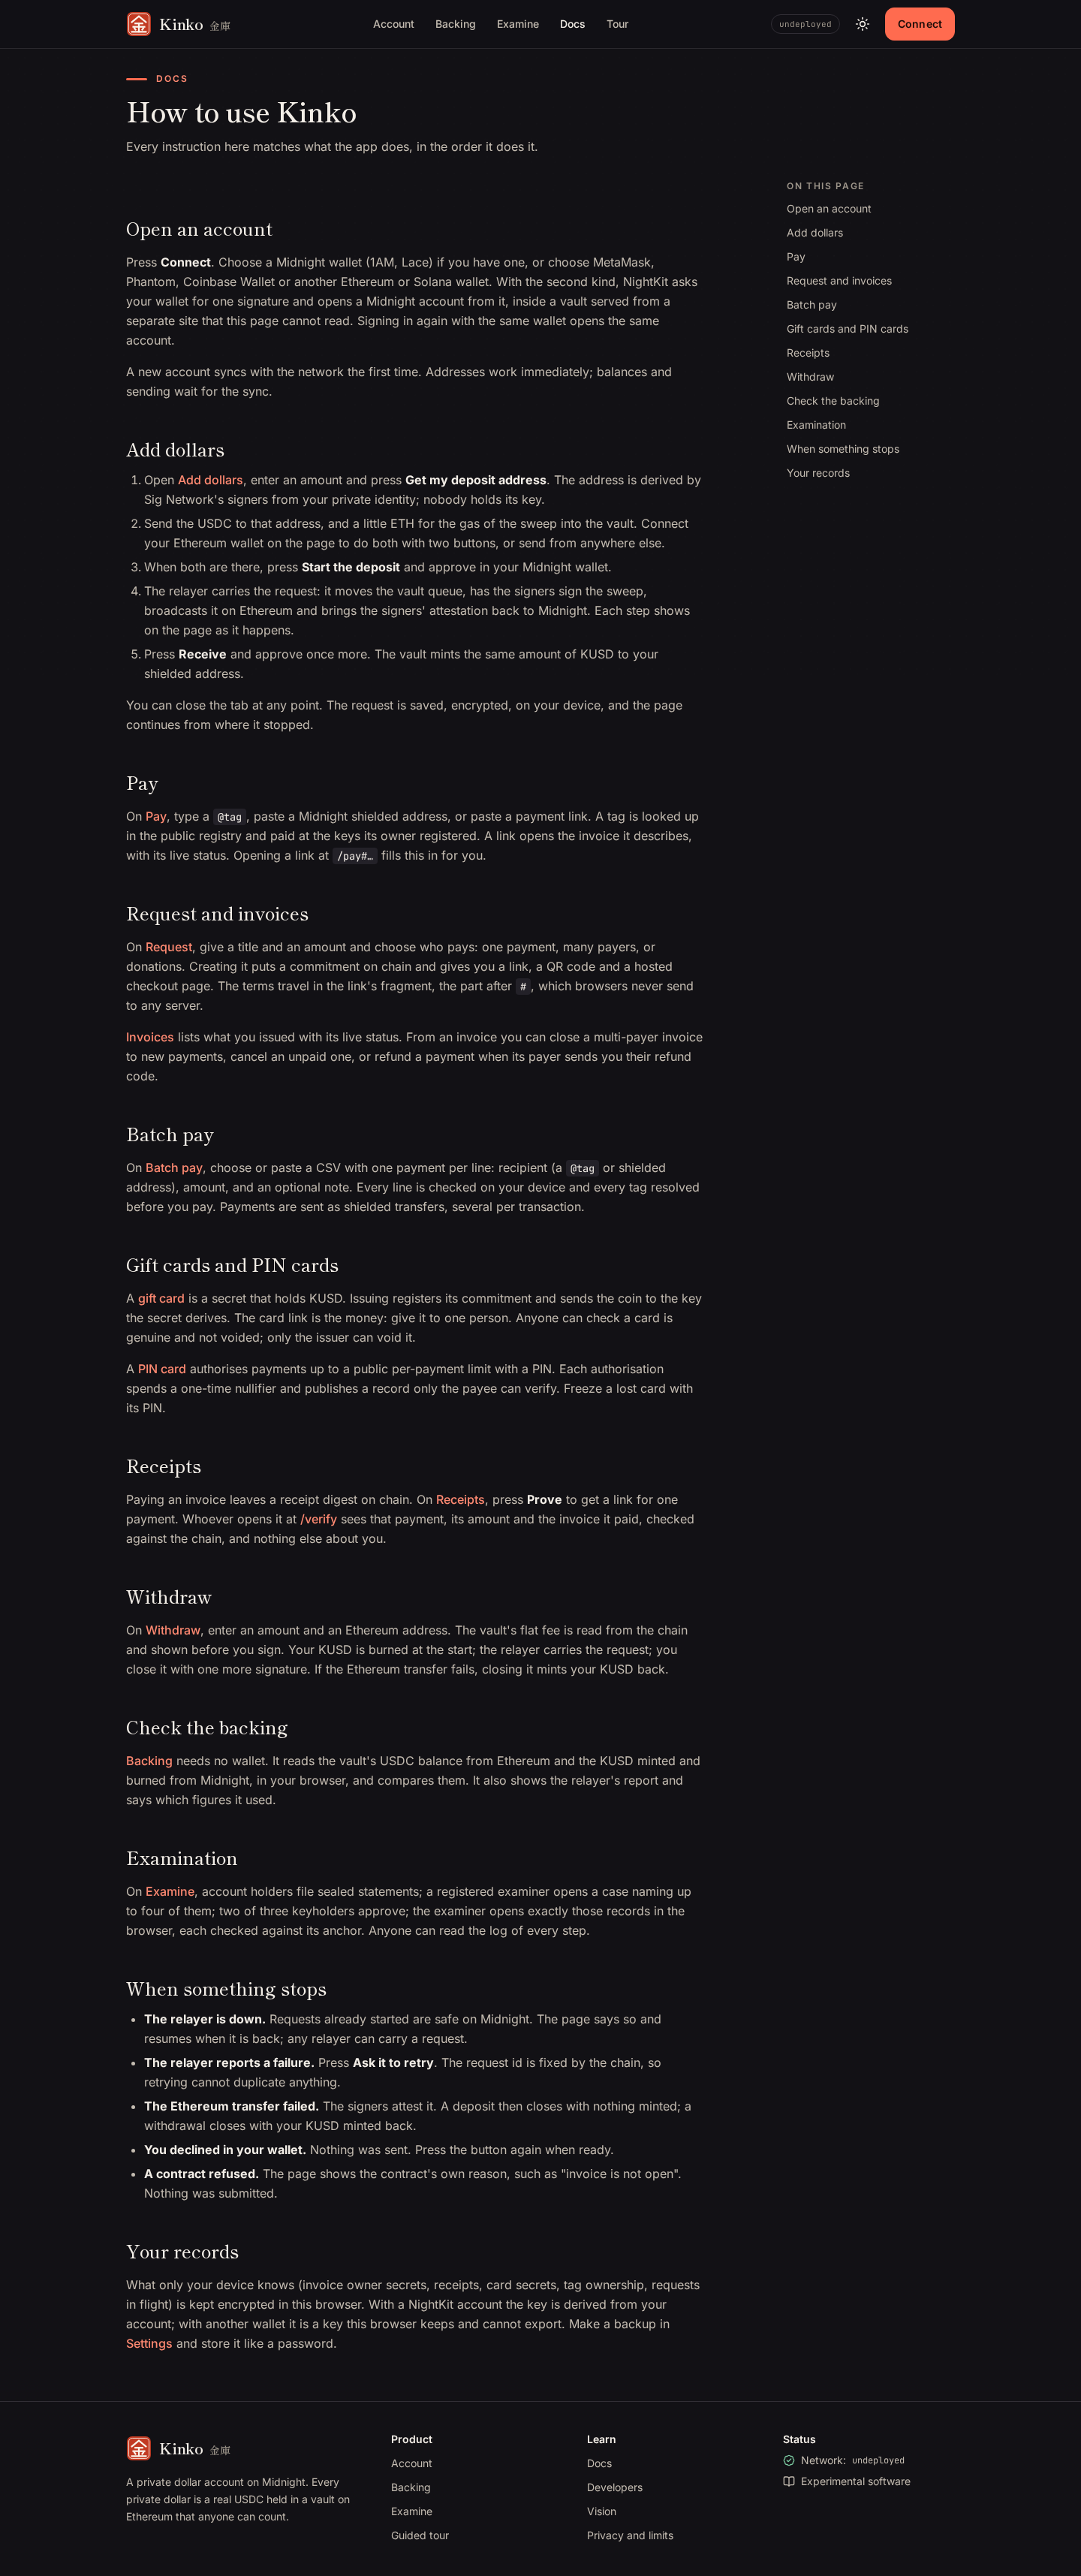 金 Kinko 金庫
Account Backing Examine Docs Tour
undeployed
Connect
DOCS
How to use Kinko
Every instruction here matches what the app does, in the order it does it.
ON THIS PAGE
Open an account
Add dollars
Pay
Request and invoices
Batch pay
Gift cards and PIN cards
Receipts
Withdraw
Check the backing
Examination
When something stops
Your records
Open an account
Press Connect. Choose a Midnight wallet (1AM, Lace) if you have one, or choose MetaMask,
Phantom, Coinbase Wallet or another Ethereum or Solana wallet. With the second kind, NightKit asks
your wallet for one signature and opens a Midnight account from it, inside a vault served from a
separate site that this page cannot read. Signing in again with the same wallet opens the same
account.
A new account syncs with the network the first time. Addresses work immediately; balances and
sending wait for the sync.
Add dollars
1. Open Add dollars, enter an amount and press Get my deposit address. The address is derived by
Sig Network's signers from your private identity; nobody holds its key.
2. Send the USDC to that address, and a little ETH for the gas of the sweep into the vault. Connect
your Ethereum wallet on the page to do both with two buttons, or send from anywhere else.
3. When both are there, press Start the deposit and approve in your Midnight wallet.
4. The relayer carries the request: it moves the vault queue, has the signers sign the sweep,
broadcasts it on Ethereum and brings the signers' attestation back to Midnight. Each step shows
on the page as it happens.
5. Press Receive and approve once more. The vault mints the same amount of KUSD to your
shielded address.
You can close the tab at any point. The request is saved, encrypted, on your device, and the page
continues from where it stopped.
Pay
On Pay, type a @tag, paste a Midnight shielded address, or paste a payment link. A tag is looked up
in the public registry and paid at the keys its owner registered. A link opens the invoice it describes,
with its live status. Opening a link at /pay#… fills this in for you.
Request and invoices
On Request, give a title and an amount and choose who pays: one payment, many payers, or
donations. Creating it puts a commitment on chain and gives you a link, a QR code and a hosted
checkout page. The terms travel in the link's fragment, the part after #, which browsers never send
to any server.
Invoices lists what you issued with its live status. From an invoice you can close a multi-payer invoice
to new payments, cancel an unpaid one, or refund a payment when its payer sends you their refund
code.
Batch pay
On Batch pay, choose or paste a CSV with one payment per line: recipient (a @tag or shielded
address), amount, and an optional note. Every line is checked on your device and every tag resolved
before you pay. Payments are sent as shielded transfers, several per transaction.
Gift cards and PIN cards
A gift card is a secret that holds KUSD. Issuing registers its commitment and sends the coin to the key
the secret derives. The card link is the money: give it to one person. Anyone can check a card is
genuine and not voided; only the issuer can void it.
A PIN card authorises payments up to a public per-payment limit with a PIN. Each authorisation
spends a one-time nullifier and publishes a record only the payee can verify. Freeze a lost card with
its PIN.
Receipts
Paying an invoice leaves a receipt digest on chain. On Receipts, press Prove to get a link for one
payment. Whoever opens it at /verify sees that payment, its amount and the invoice it paid, checked
against the chain, and nothing else about you.
Withdraw
On Withdraw, enter an amount and an Ethereum address. The vault's flat fee is read from the chain
and shown before you sign. Your KUSD is burned at the start; the relayer carries the request; you
close it with one more signature. If the Ethereum transfer fails, closing it mints your KUSD back.
Check the backing
Backing needs no wallet. It reads the vault's USDC balance from Ethereum and the KUSD minted and
burned from Midnight, in your browser, and compares them. It also shows the relayer's report and
says which figures it used.
Examination
On Examine, account holders file sealed statements; a registered examiner opens a case naming up
to four of them; two of three keyholders approve; the examiner opens exactly those records in the
browser, each checked against its anchor. Anyone can read the log of every step.
When something stops
• The relayer is down. Requests already started are safe on Midnight. The page says so and
resumes when it is back; any relayer can carry a request.
• The relayer reports a failure. Press Ask it to retry. The request id is fixed by the chain, so
retrying cannot duplicate anything.
• The Ethereum transfer failed. The signers attest it. A deposit then closes with nothing minted; a
withdrawal closes with your KUSD minted back.
• You declined in your wallet. Nothing was sent. Press the button again when ready.
• A contract refused. The page shows the contract's own reason, such as "invoice is not open".
Nothing was submitted.
Your records
What only your device knows (invoice owner secrets, receipts, card secrets, tag ownership, requests
in flight) is kept encrypted in this browser. With a NightKit account the key is derived from your
account; with another wallet it is a key this browser keeps and cannot export. Make a backup in
Settings and store it like a password.
金 Kinko 金庫
A private dollar account on Midnight. Every
private dollar is a real USDC held in a vault on
Ethereum that anyone can count.
Product
Account
Backing
Examine
Guided tour
Learn
Docs
Developers
Vision
Privacy and limits
Status
Network: undeployed
Experimental software